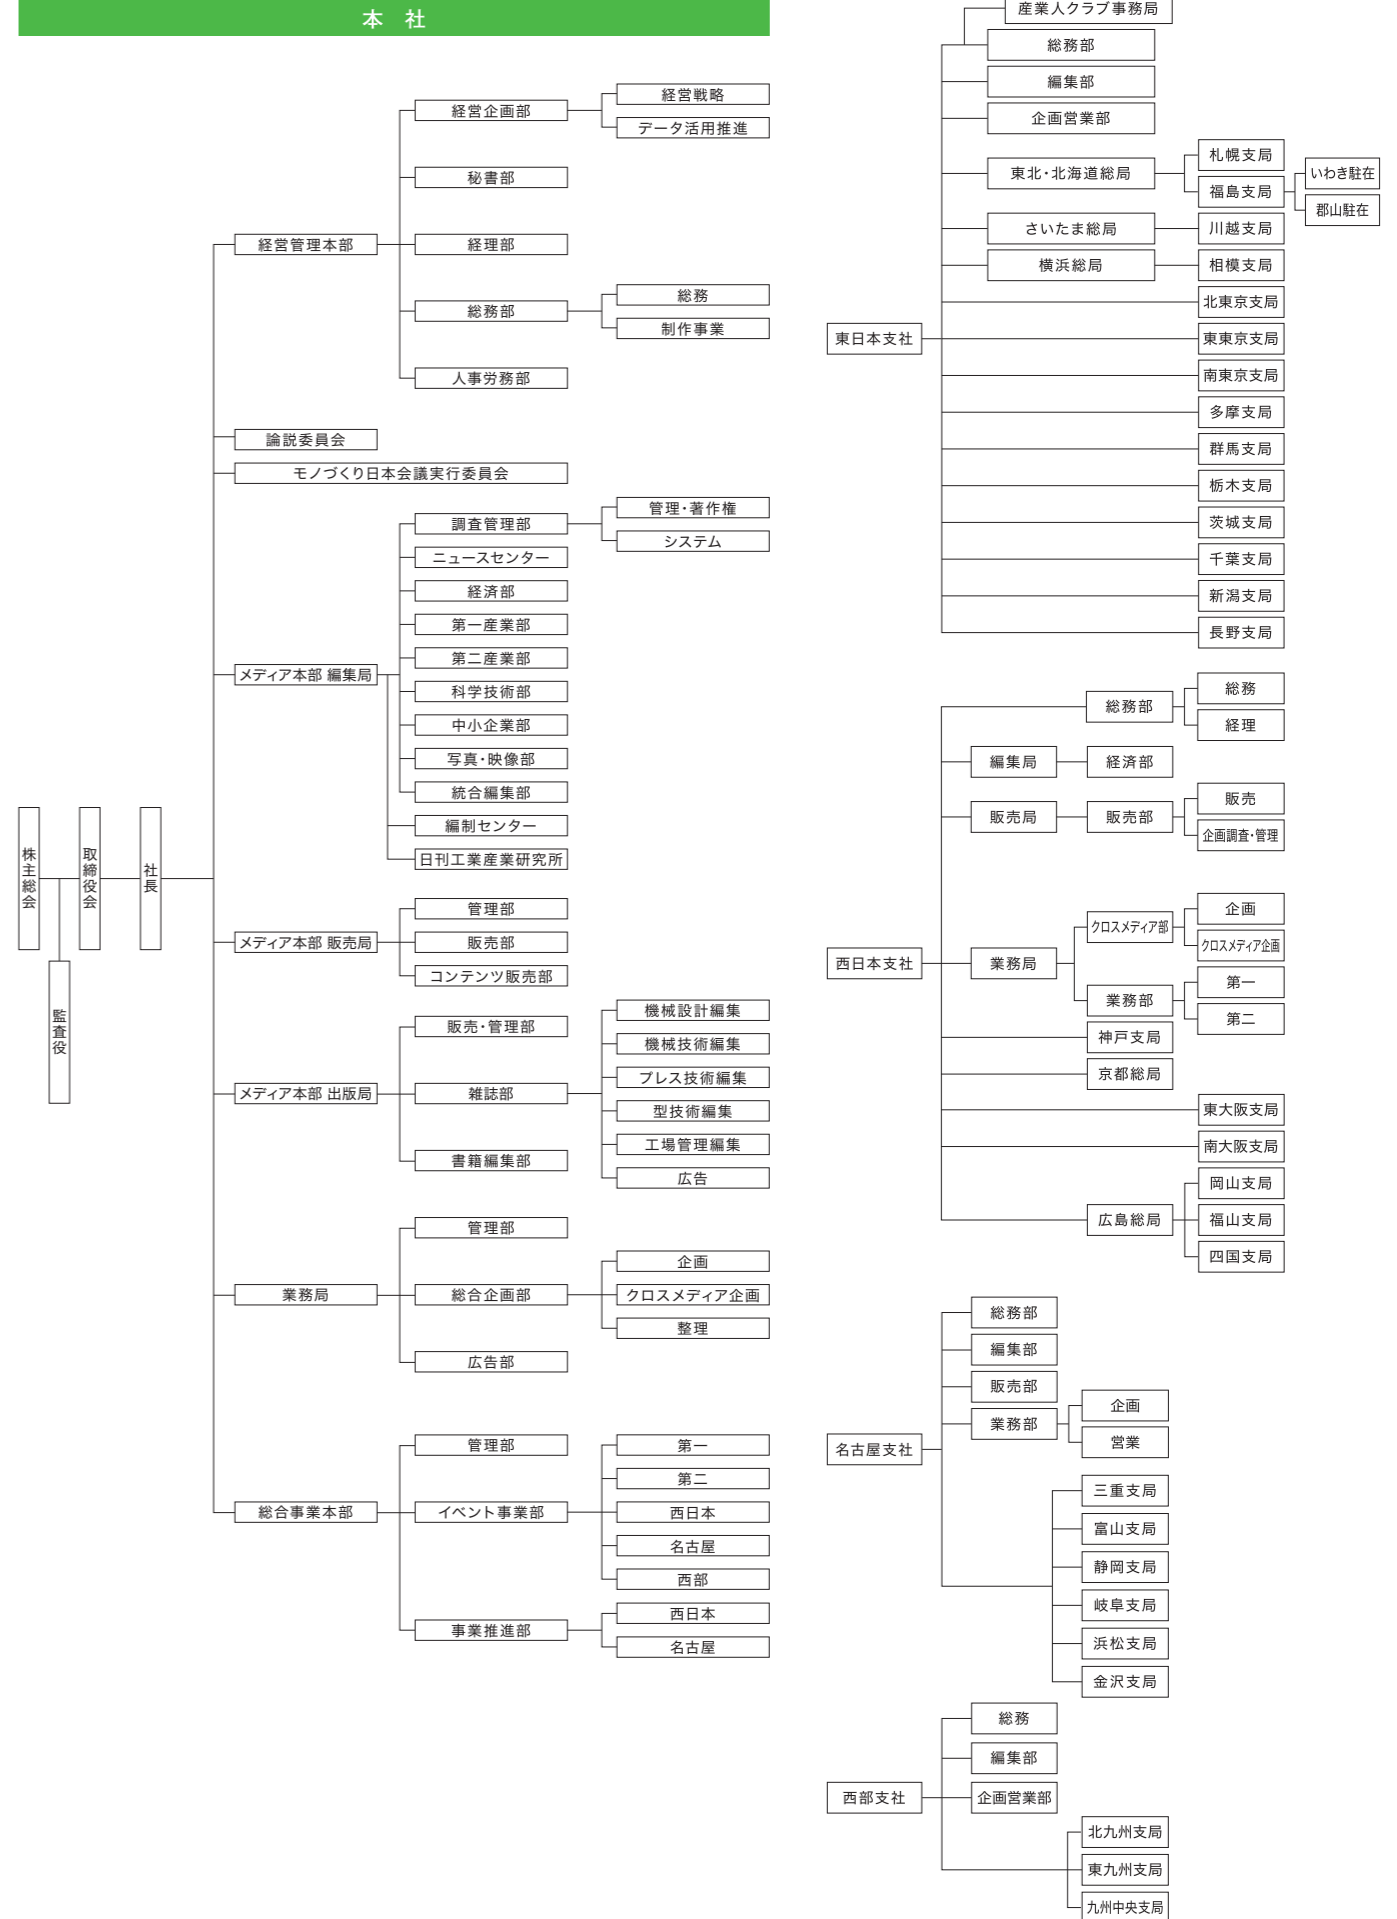 本 社
株主総会
監査役
取締役会
社長
経営管理本部
経営企画部
経営戦略
データ活用推進
秘書部
経理部
総務部
総務
制作事業
人事労務部
論説委員会
モノづくり日本会議実行委員会
メディア本部 編集局
調査管理部
管理・著作権
システム
ニュースセンター
経済部
第一産業部
第二産業部
科学技術部
中小企業部
写真・映像部
統合編集部
編制センター
日刊工業産業研究所
メディア本部 販売局
管理部
販売部
コンテンツ販売部
メディア本部 出版局
販売・管理部
雑誌部
機械設計編集
機械技術編集
プレス技術編集
型技術編集
工場管理編集
広告
書籍編集部
業務局
管理部
総合企画部
企画
クロスメディア企画
整理
広告部
総合事業本部
管理部
イベント事業部
第一
第二
西日本
名古屋
西部
事業推進部
西日本
名古屋
東日本支社
産業人クラブ事務局
総務部
編集部
企画営業部
東北・北海道総局
札幌支局
福島支局
いわき駐在
郡山駐在
さいたま総局
川越支局
横浜総局
相模支局
北東京支局
東東京支局
南東京支局
多摩支局
群馬支局
栃木支局
茨城支局
千葉支局
新潟支局
長野支局
西日本支社
総務部
総務
経理
編集局
経済部
販売局
販売部
販売
企画調査・管理
業務局
クロスメディア部
企画
クロスメディア企画
業務部
第一
第二
神戸支局
京都総局
東大阪支局
南大阪支局
広島総局
岡山支局
福山支局
四国支局
名古屋支社
総務部
編集部
販売部
業務部
企画
営業
三重支局
富山支局
静岡支局
岐阜支局
浜松支局
金沢支局
西部支社
総務
編集部
企画営業部
北九州支局
東九州支局
九州中央支局